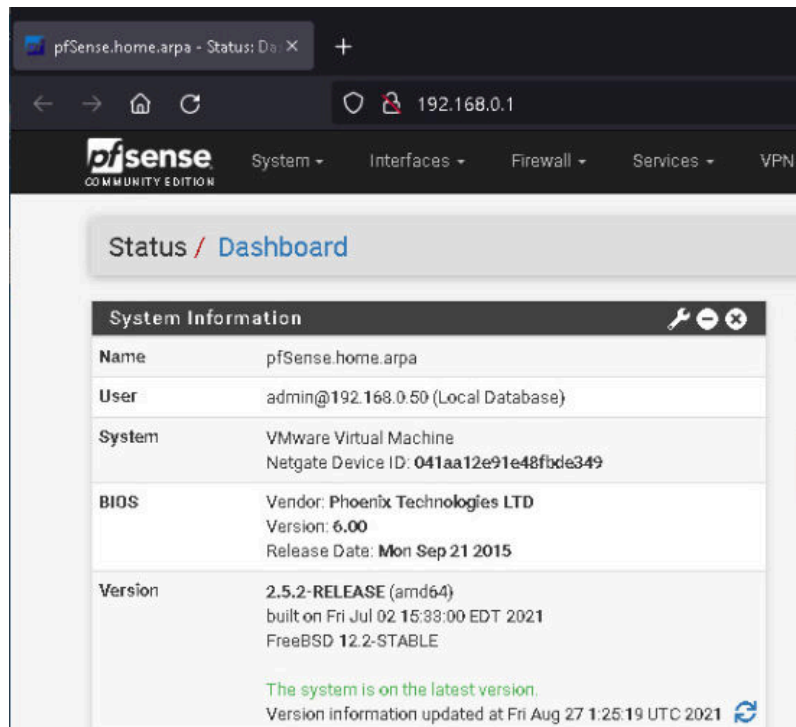 pfSense.home.arpa - Status: Da
192.168.0.1
pfsense
COMMUNITY EDITION
System
Interfaces
Firewall
Services
VPN
Status / Dashboard
System Information
Name pfSense.home.arpa
User admin@192.168.0.50 (Local Database)
System VMware Virtual Machine
Netgate Device ID: 041aa12e91e48fbde349
BIOS Vendor: Phoenix Technologies LTD
Version: 6.00
Release Date: Mon Sep 21 2015
Version 2.5.2-RELEASE (amd64)
built on Fri Jul 02 15:33:00 EDT 2021
FreeBSD 12.2-STABLE
The system is on the latest version.
Version information updated at Fri Aug 27 1:25:19 UTC 2021